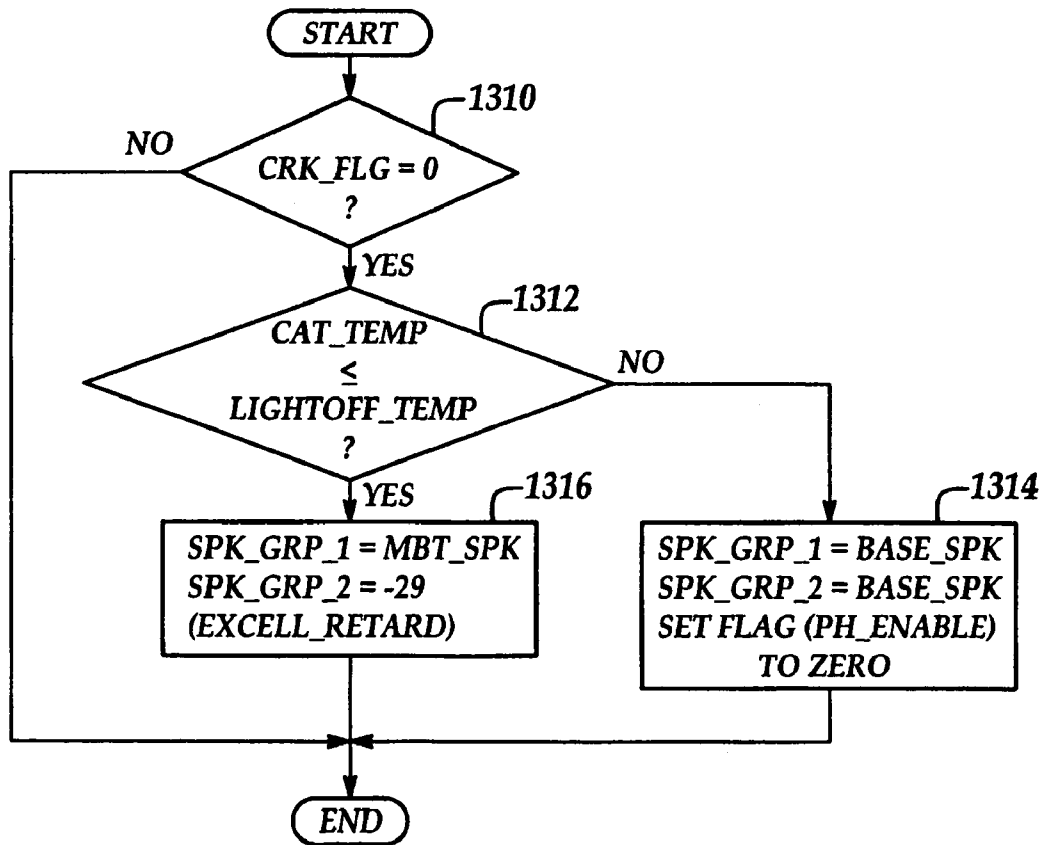 START
1310
NO
CRK_FLG = 0
?
YES
1312
CAT_TEMP
≤
LIGHTOFF_TEMP
?
NO
YES
1316
SPK_GRP_1 = MBT_SPK
SPK_GRP_2 = -29
(EXCELL_RETARD)
1314
SPK_GRP_1 = BASE_SPK
SPK_GRP_2 = BASE_SPK
SET FLAG (PH_ENABLE)
TO ZERO
END